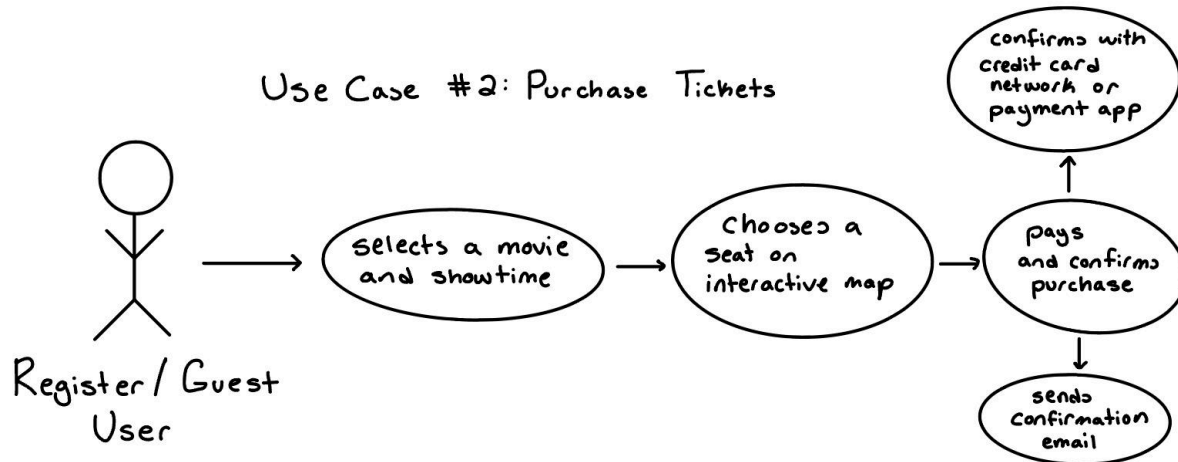 Use Case #2: Purchase Tickets
Register/Guest
User
selects a movie
and showtime
Chooses a
seat on
interactive map
pays
and confirms
purchase
confirms with
credit card
network or
payment app
sends
confirmation
email